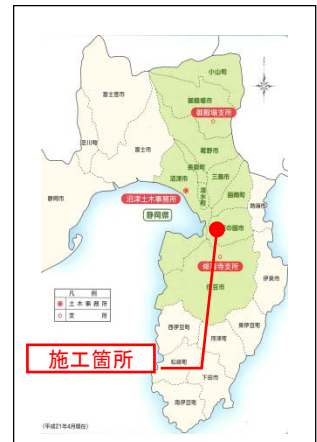 小山町
御殿場市
富士宮市
御殿場支所
裾野市
芝川町
富士市
長泉町
沼津市
三島市
清水町
函南町
静岡市
沼津土木事務所
熱海市
静岡県
の国市
修善寺支所
伊東市
伊豆市
凡 例
土木事務所
支 所
西伊豆町
東伊豆町
河津町
施工箇所
松崎町
下田市
南伊豆町
(平成21年4月現在)